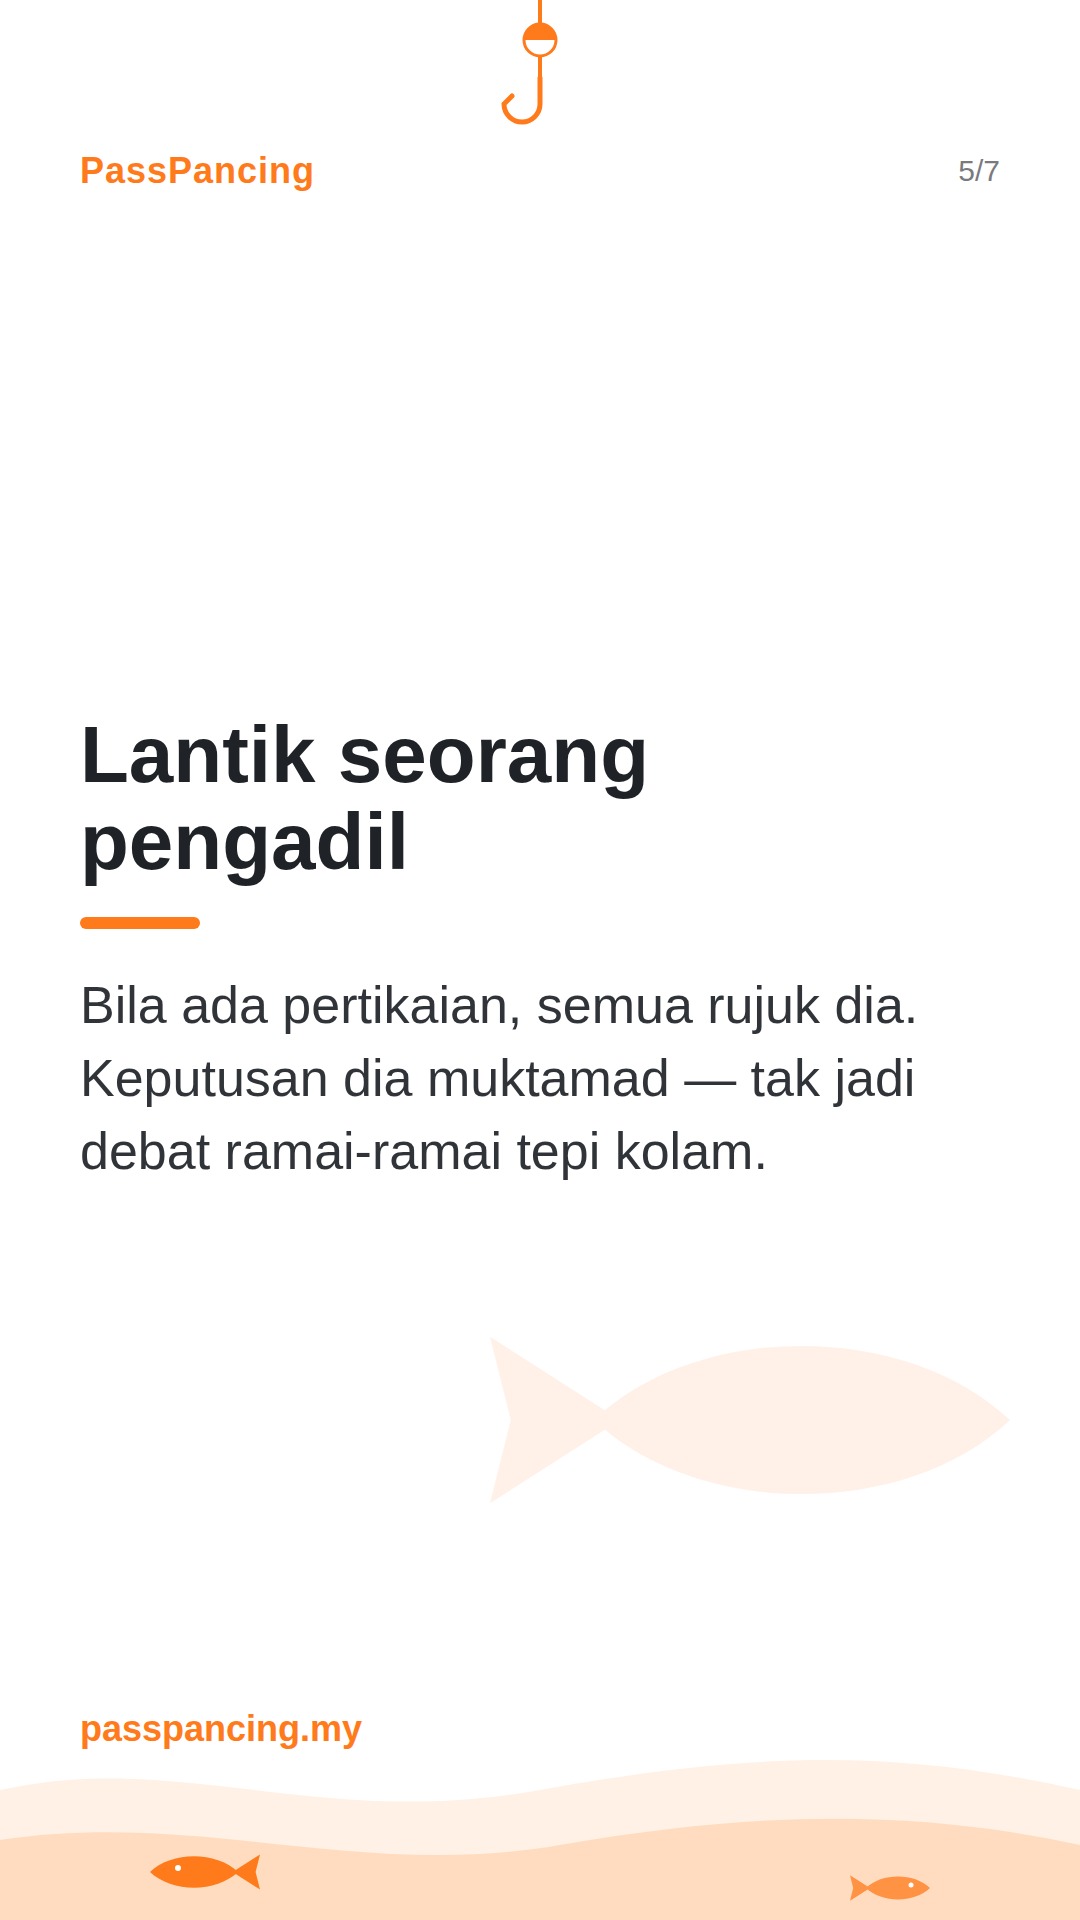 PassPancing
5/7
Lantik seorang
pengadil
Bila ada pertikaian, semua rujuk dia.
Keputusan dia muktamad — tak jadi
debat ramai-ramai tepi kolam.
passpancing.my